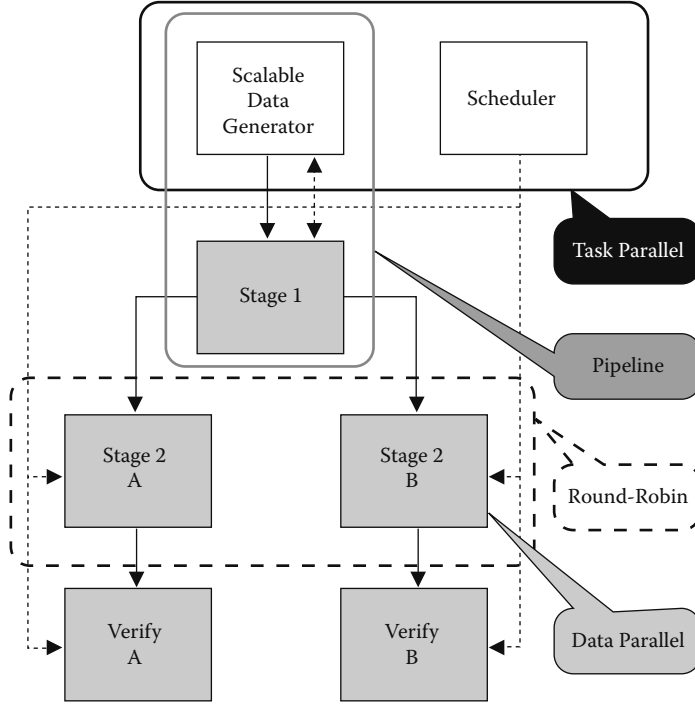 Scalable
Data
Generator
Scheduler
Task Parallel
Stage 1
Pipeline
Stage 2
A
Stage 2
B
Round-Robin
Verify
A
Verify
B
Data Parallel